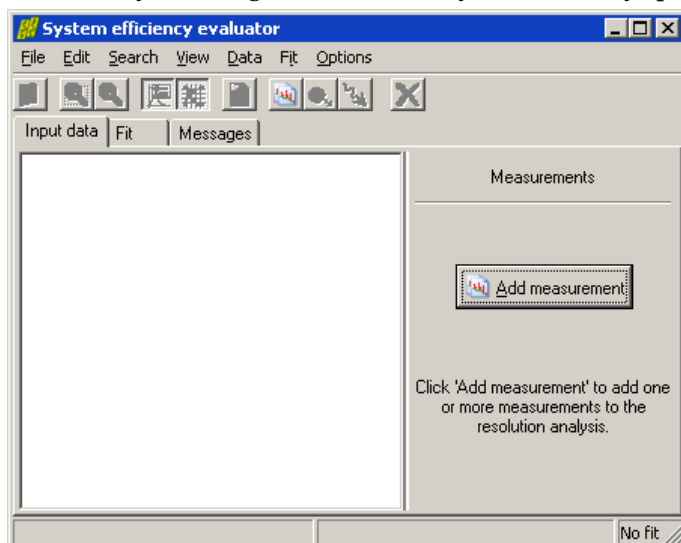 System efficiency evaluator
File Edit Search View Data Fit Options
Input data Fit Messages
Measurements
Add measurement
Click 'Add measurement' to add one
or more measurements to the
resolution analysis.
No fit